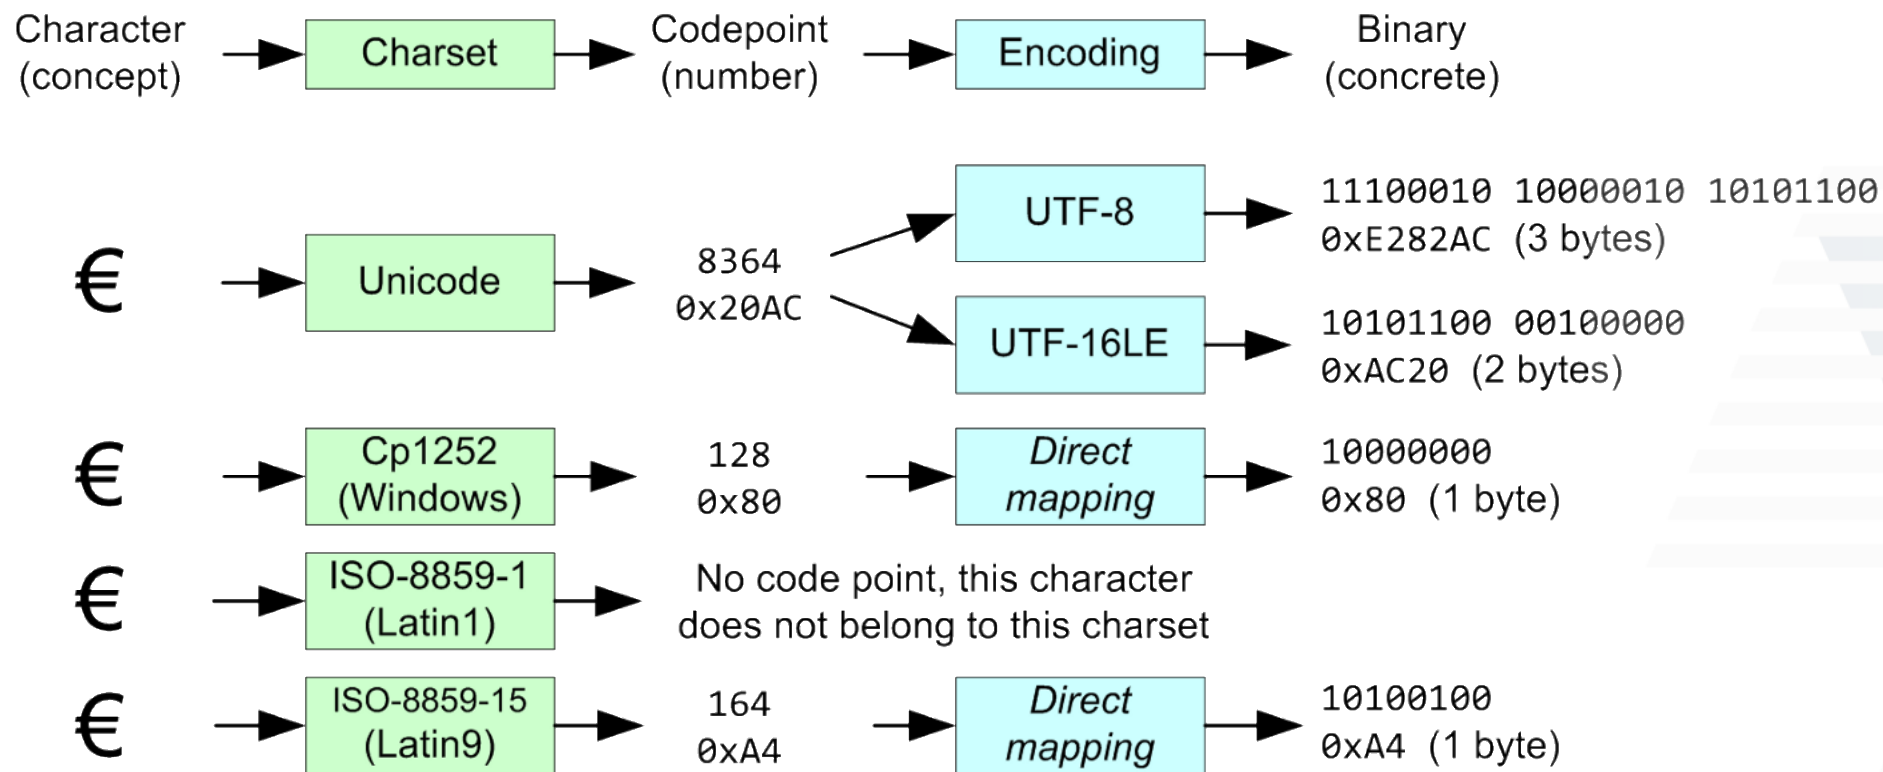 Character
(concept)
Charset
Codepoint
(number)
Encoding
Binary
(concrete)
€
Unicode
8364
0x20AC
UTF-8
11100010 10000010 10101100
0xE282AC (3 bytes)
UTF-16LE
10101100 00100000
0xAC20 (2 bytes)
€
Cp1252
(Windows)
128
0x80
Direct
mapping
10000000
0x80 (1 byte)
€
ISO-8859-1
(Latin1)
No code point, this character
does not belong to this charset
€
ISO-8859-15
(Latin9)
164
0xA4
Direct
mapping
10100100
0xA4 (1 byte)